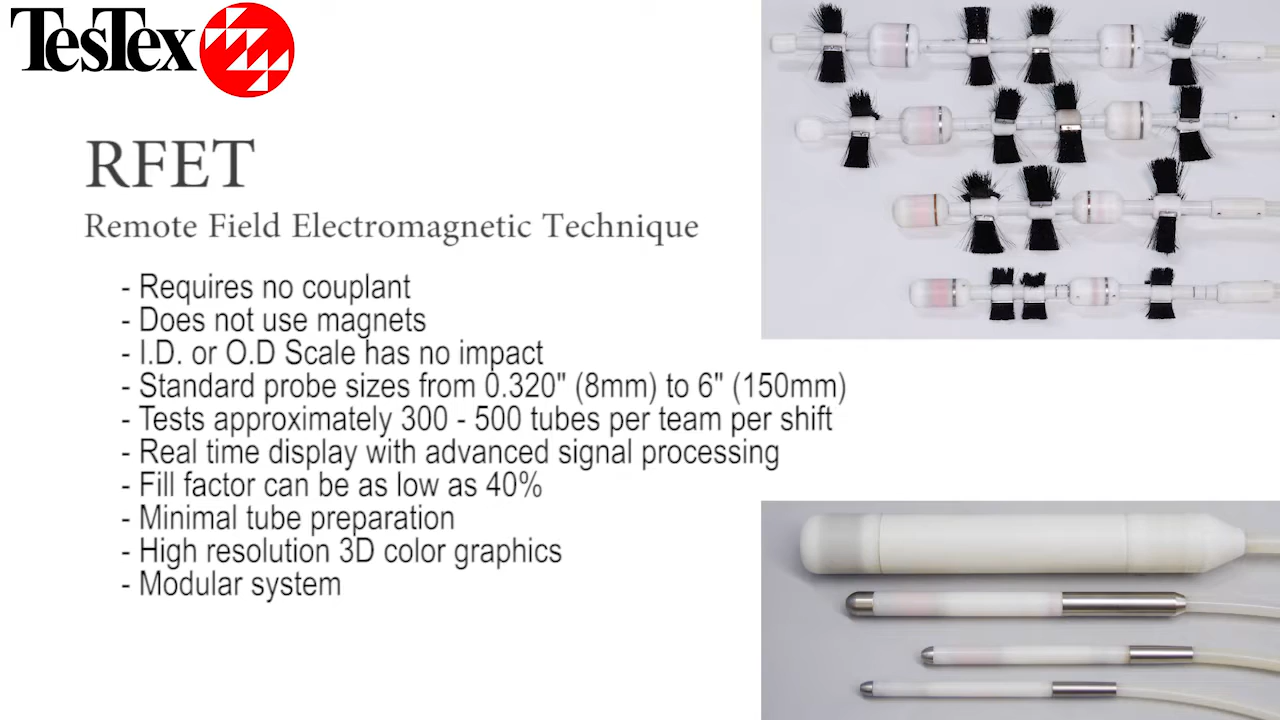 TesTex
RFET
Remote Field Electromagnetic Technique
- Requires no couplant
- Does not use magnets
- I.D. or O.D Scale has no impact
- Standard probe sizes from 0.320" (8mm) to 6" (150mm)
- Tests approximately 300 - 500 tubes per team per shift
- Real time display with advanced signal processing
- Fill factor can be as low as 40%
- Minimal tube preparation
- High resolution 3D color graphics
- Modular system